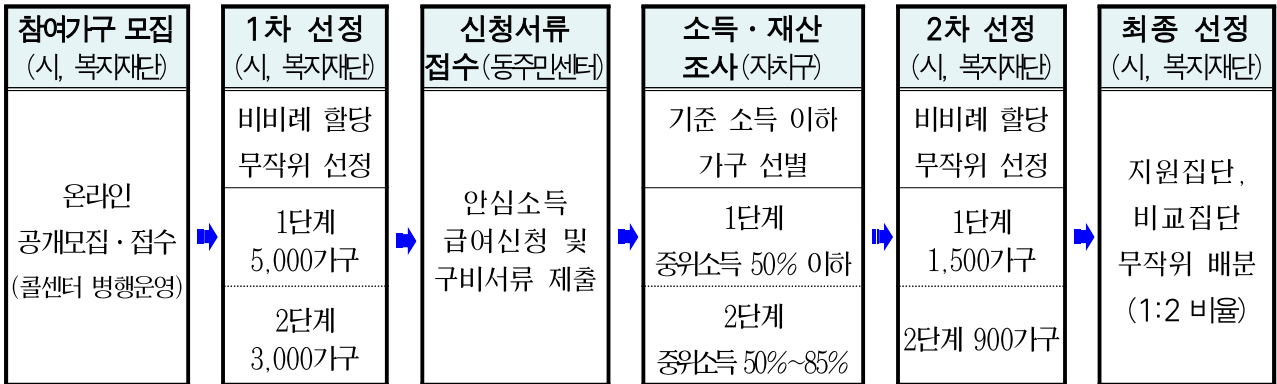 참여가구 모집
(시, 복지재단)
온라인
공개모집·접수
(콜센터 병행운영)
1차 선정
(시, 복지재단)
비비례 할당
무작위 선정
1단계
5,000가구
2단계
3,000가구
신청서류
접수(동주민센터)
안심소득
급여신청 및
구비서류 제출
소득·재산
조사(자치구)
기준 소득 이하
가구 선별
1단계
중위소득 50% 이하
2단계
중위소득 50%~85%
2차 선정
(시, 복지재단)
비비례 할당
무작위 선정
1단계
1,500가구
2단계 900가구
최종 선정
(시, 복지재단)
지원집단,
비교집단
무작위 배분
(1:2 비율)